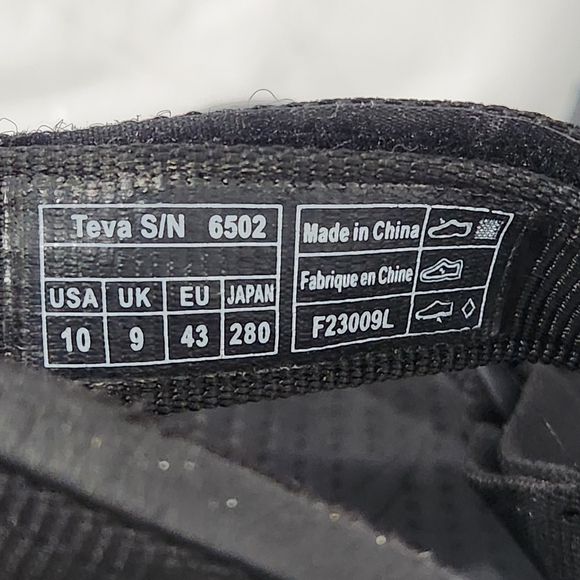 Teva S/N 6502
USA UK EU JAPAN
10 9 43 280
Made in China
Fabrique en Chine
F23009L